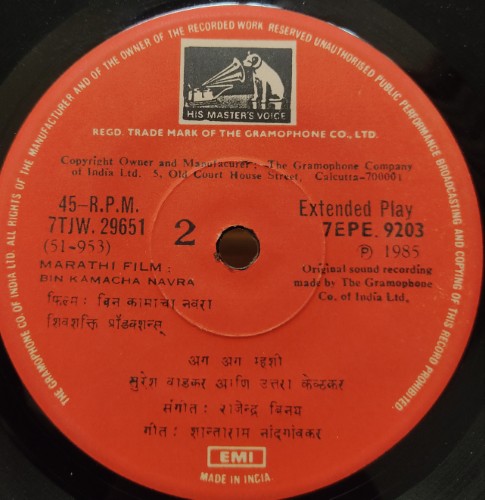 ALL RIGHTS OF THE MANUFACTURER AND OF THE OWNER OF THE RECORDED WORK RESERVED UNAUTHORISED PUBLIC PERFORMANCE BROADCASTING AND COPYING OF THIS RECORD PROHIBITED.
THE GRAMOPHONE CO OF INDIA LTD.
HIS MASTER'S VOICE
REGD. TRADE MARK OF THE GRAMOPHONE CO., LTD.
Copyright Owner and Manufacturer: The Gramophone Company
of India Ltd. 5, Old Court House Street, Calcutta-700001
45-R.P.M.
7TJW. 29651
(51-953)
2
Extended Play
7EPE. 9203
Ⓟ 1985
Original sound recording
made by The Gramophone
Co. of India Ltd.
MARATHI FILM :
BIN KAMACHA NAVRA
फिल्म: बिन कामाचा नवरा
शिवशक्ति प्रॉडक्शन्स्
अग अग म्हशी
सुरेश वाडकर आणि उत्तरा केळकर
संगीत: राजेन्द्र विनय
गीत: शान्ताराम नांदगांवकर
EMI
MADE IN INDIA.